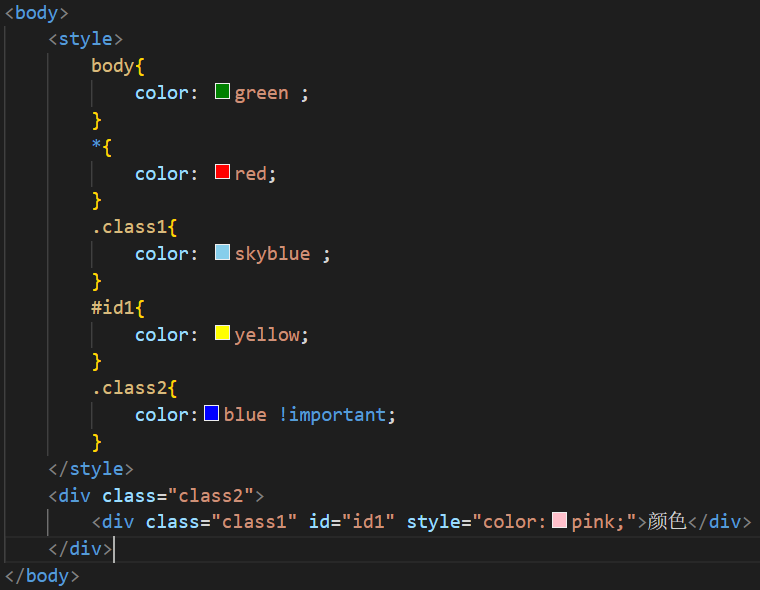 <body>
<style>
body{
color: green ;
}
*{
color: red;
}
.class1{
color: skyblue ;
}
#id1{
color: yellow;
}
.class2{
color: blue !important;
}
</style>
<div class="class2">
<div class="class1" id="id1" style="color: pink;">颜色</div>
</div>
</body>